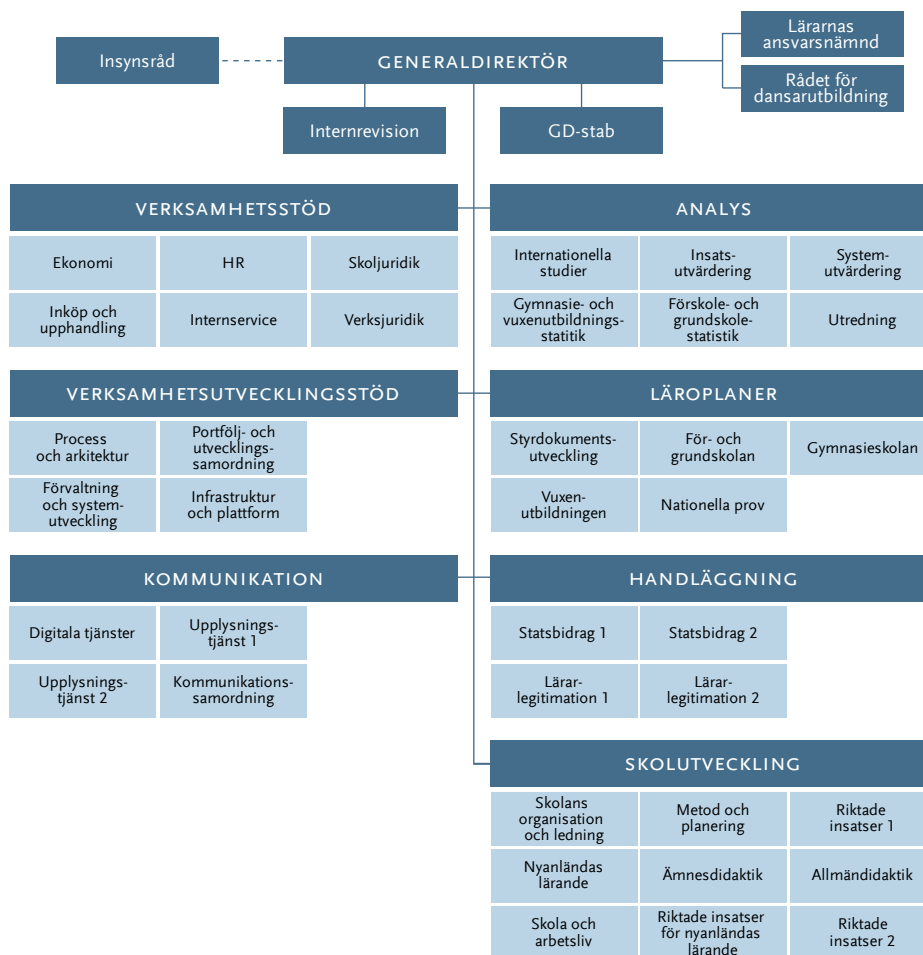 Lärarnas
ansvarsnämnd
Insynsråd
GENERALDIREKTÖR
Rådet för
dansarutbildning
Internrevision
GD-stab
VERKSAMHETSSTÖD
Ekonomi
HR
Skoljuridik
Inköp och
upphandling
Internservice
Verksjuridik
ANALYS
Internationella
studier
Insats-
utvärdering
System-
utvärdering
Gymnasie- och
vuxenutbildnings-
statitik
Förskole- och
grundskole-
statistik
Utredning
VERKSAMHETSUTVECKLINGSSTÖD
Process
och arkitektur
Portfölj- och
utvecklings-
samordning
Förvaltning
och system-
utveckling
Infrastruktur
och plattform
LÄROPLANER
Styrdokuments-
utveckling
För- och
grundskolan
Gymnasieskolan
Vuxen-
utbildningen
Nationella prov
KOMMUNIKATION
Digitala tjänster
Upplysnings-
tjänst 1
Upplysnings-
tjänst 2
Kommunikations-
samordning
HANDLÄGGNING
Statsbidrag 1
Statsbidrag 2
Lärar-
legitimation 1
Lärar-
legitimation 2
SKOLUTVECKLING
Skolans
organisation
och ledning
Metod och
planering
Riktade
insatser 1
Nyanländas
lärande
Ämnesdidaktik
Allmändidaktik
Skola och
arbetsliv
Riktade insatser
för nyanländas
lärande
Riktade
insatser 2